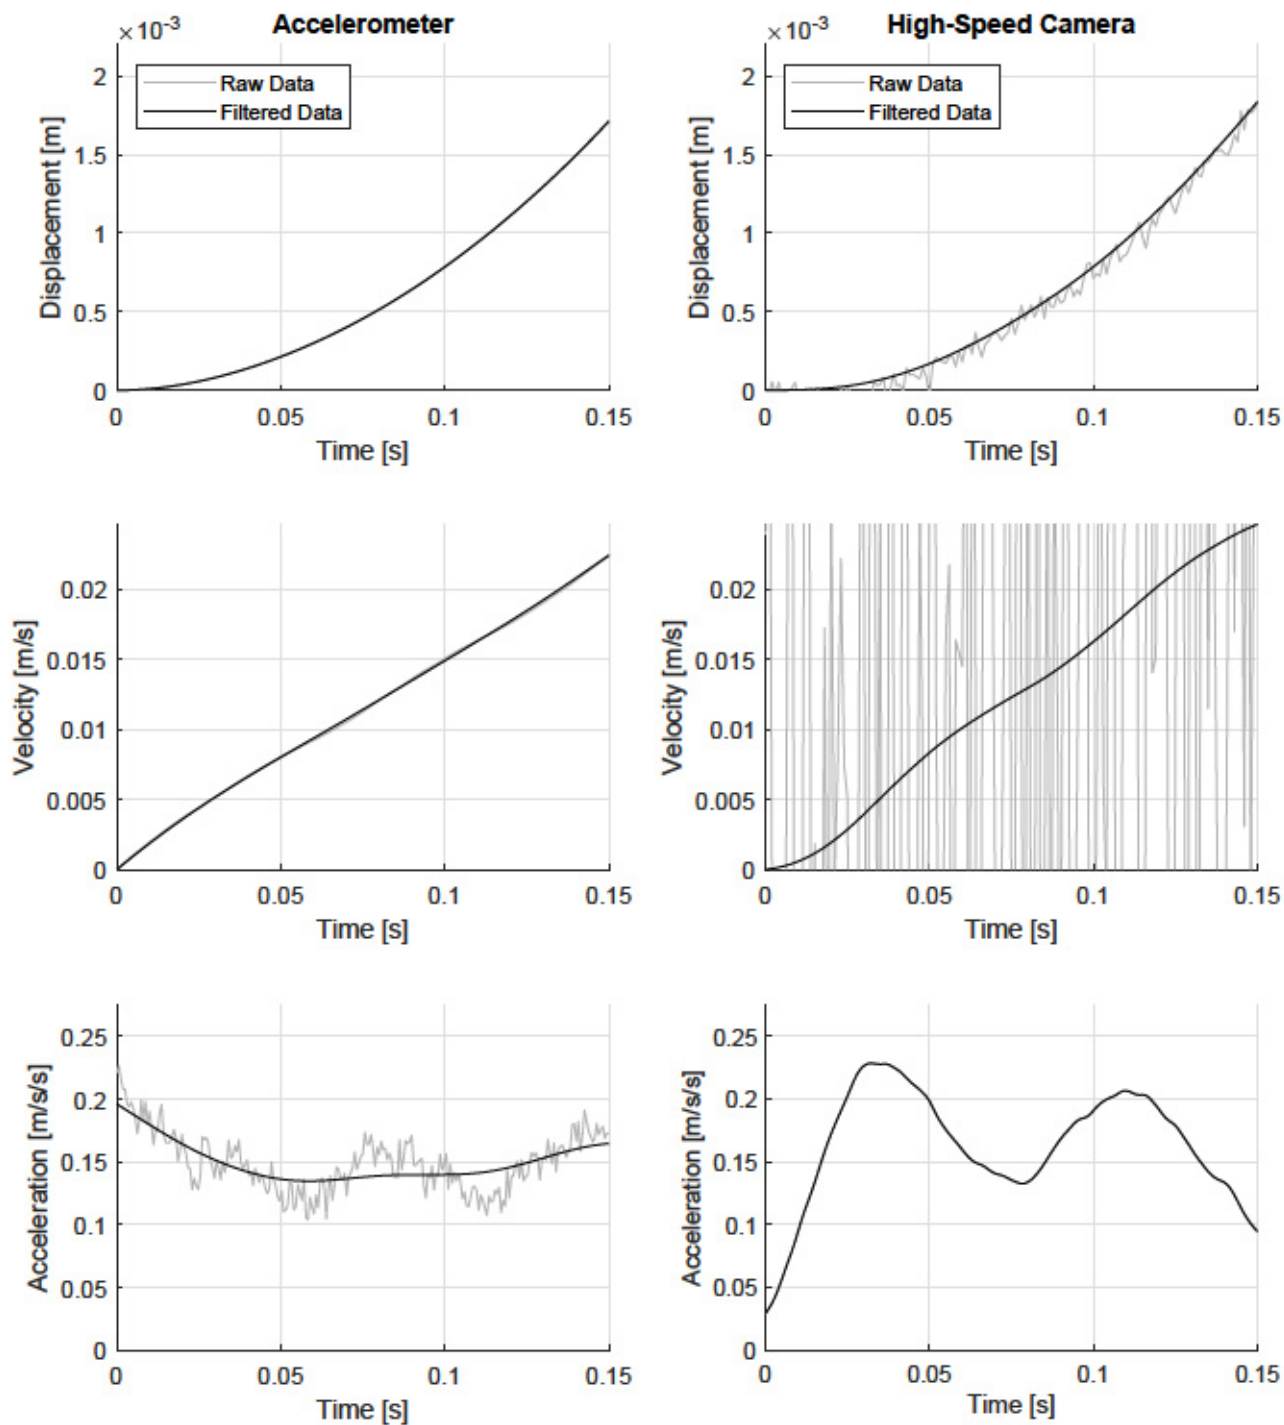 ×10⁻³ Accelerometer
2
1.5
1
0.5
0
Displacement [m]
Raw Data
Filtered Data
0 0.05 0.1 0.15
Time [s]
×10⁻³ High-Speed Camera
2
1.5
1
0.5
0
Displacement [m]
Raw Data
Filtered Data
0 0.05 0.1 0.15
Time [s]
0.02
0.015
0.01
0.005
0
Velocity [m/s]
0 0.05 0.1 0.15
Time [s]
0.02
0.015
0.01
0.005
0
Velocity [m/s]
0 0.05 0.1 0.15
Time [s]
0.25
0.2
0.15
0.1
0.05
0
Acceleration [m/s/s]
0 0.05 0.1 0.15
Time [s]
0.25
0.2
0.15
0.1
0.05
0
Acceleration [m/s/s]
0 0.05 0.1 0.15
Time [s]